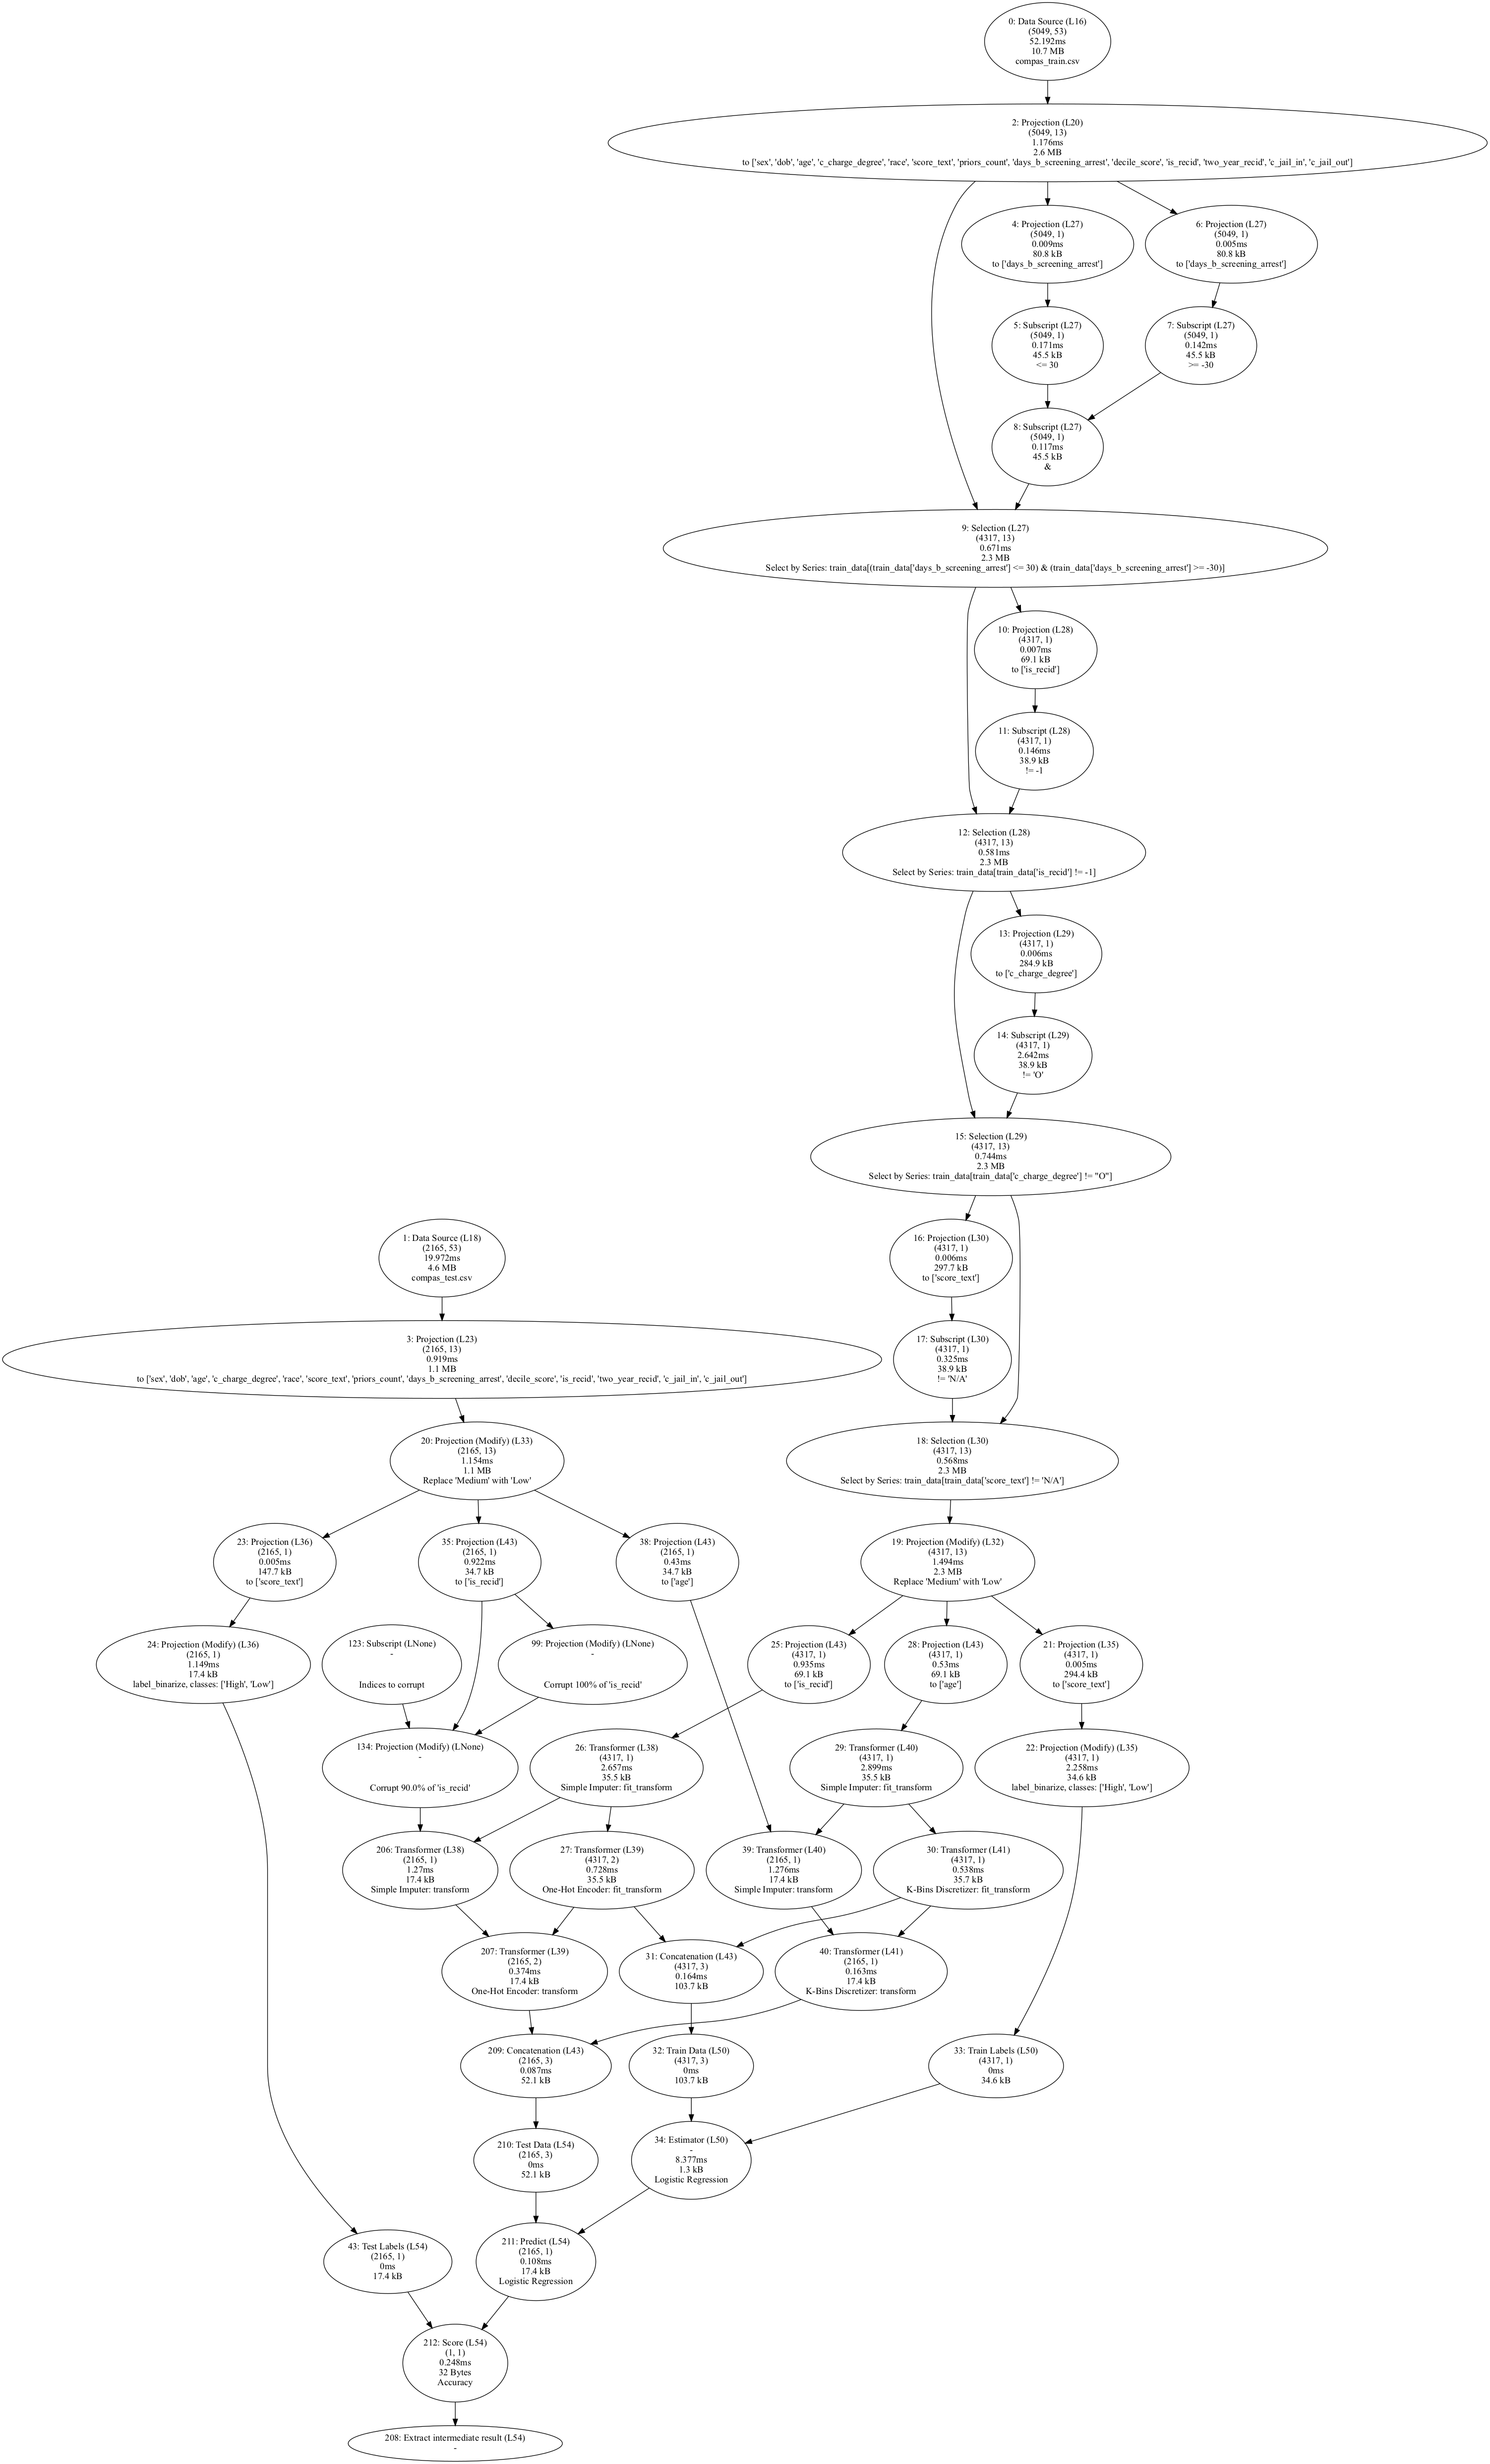 0: Data Source (L16)
(5049, 53)
52.192ms
10.7 MB
compas_train.csv
2: Projection (L20)
(5049, 13)
1.176ms
2.6 MB
to ['sex', 'dob', 'age', 'c_charge_degree', 'race', 'score_text', 'priors_count', 'days_b_screening_arrest', 'decile_score', 'is_recid', 'two_year_recid', 'c_jail_in', 'c_jail_out']
4: Projection (L27)
(5049, 1)
0.009ms
80.8 kB
to ['days_b_screening_arrest']
6: Projection (L27)
(5049, 1)
0.005ms
80.8 kB
to ['days_b_screening_arrest']
5: Subscript (L27)
(5049, 1)
0.171ms
45.5 kB
<= 30
7: Subscript (L27)
(5049, 1)
0.142ms
45.5 kB
>= -30
8: Subscript (L27)
(5049, 1)
0.117ms
45.5 kB
&
9: Selection (L27)
(4317, 13)
0.671ms
2.3 MB
Select by Series: train_data[(train_data['days_b_screening_arrest'] <= 30) & (train_data['days_b_screening_arrest'] >= -30)]
10: Projection (L28)
(4317, 1)
0.007ms
69.1 kB
to ['is_recid']
11: Subscript (L28)
(4317, 1)
0.146ms
38.9 kB
!= -1
12: Selection (L28)
(4317, 13)
0.581ms
2.3 MB
Select by Series: train_data[train_data['is_recid'] != -1]
13: Projection (L29)
(4317, 1)
0.006ms
284.9 kB
to ['c_charge_degree']
14: Subscript (L29)
(4317, 1)
2.642ms
38.9 kB
!= 'O'
15: Selection (L29)
(4317, 13)
0.744ms
2.3 MB
Select by Series: train_data[train_data['c_charge_degree'] != "O"]
1: Data Source (L18)
(2165, 53)
19.972ms
4.6 MB
compas_test.csv
16: Projection (L30)
(4317, 1)
0.006ms
297.7 kB
to ['score_text']
3: Projection (L23)
(2165, 13)
0.919ms
1.1 MB
to ['sex', 'dob', 'age', 'c_charge_degree', 'race', 'score_text', 'priors_count', 'days_b_screening_arrest', 'decile_score', 'is_recid', 'two_year_recid', 'c_jail_in', 'c_jail_out']
17: Subscript (L30)
(4317, 1)
0.325ms
38.9 kB
!= 'N/A'
20: Projection (Modify) (L33)
(2165, 13)
1.154ms
1.1 MB
Replace 'Medium' with 'Low'
18: Selection (L30)
(4317, 13)
0.568ms
2.3 MB
Select by Series: train_data[train_data['score_text'] != 'N/A']
23: Projection (L36)
(2165, 1)
0.005ms
147.7 kB
to ['score_text']
35: Projection (L43)
(2165, 1)
0.922ms
34.7 kB
to ['is_recid']
38: Projection (L43)
(2165, 1)
0.43ms
34.7 kB
to ['age']
19: Projection (Modify) (L32)
(4317, 13)
1.494ms
2.3 MB
Replace 'Medium' with 'Low'
24: Projection (Modify) (L36)
(2165, 1)
1.149ms
17.4 kB
label_binarize, classes: ['High', 'Low']
123: Subscript (LNone)
-
Indices to corrupt
99: Projection (Modify) (LNone)
-
Corrupt 100% of 'is_recid'
25: Projection (L43)
(4317, 1)
0.935ms
69.1 kB
to ['is_recid']
28: Projection (L43)
(4317, 1)
0.53ms
69.1 kB
to ['age']
21: Projection (L35)
(4317, 1)
0.005ms
294.4 kB
to ['score_text']
134: Projection (Modify) (LNone)
-
Corrupt 90.0% of 'is_recid'
26: Transformer (L38)
(4317, 1)
2.657ms
35.5 kB
Simple Imputer: fit_transform
29: Transformer (L40)
(4317, 1)
2.899ms
35.5 kB
Simple Imputer: fit_transform
22: Projection (Modify) (L35)
(4317, 1)
2.258ms
34.6 kB
label_binarize, classes: ['High', 'Low']
206: Transformer (L38)
(2165, 1)
1.27ms
17.4 kB
Simple Imputer: transform
27: Transformer (L39)
(4317, 2)
0.728ms
35.5 kB
One-Hot Encoder: fit_transform
39: Transformer (L40)
(2165, 1)
1.276ms
17.4 kB
Simple Imputer: transform
30: Transformer (L41)
(4317, 1)
0.538ms
35.7 kB
K-Bins Discretizer: fit_transform
207: Transformer (L39)
(2165, 2)
0.374ms
17.4 kB
One-Hot Encoder: transform
31: Concatenation (L43)
(4317, 3)
0.164ms
103.7 kB
40: Transformer (L41)
(2165, 1)
0.163ms
17.4 kB
K-Bins Discretizer: transform
209: Concatenation (L43)
(2165, 3)
0.087ms
52.1 kB
32: Train Data (L50)
(4317, 3)
0ms
103.7 kB
33: Train Labels (L50)
(4317, 1)
0ms
34.6 kB
210: Test Data (L54)
(2165, 3)
0ms
52.1 kB
34: Estimator (L50)
-
8.377ms
1.3 kB
Logistic Regression
43: Test Labels (L54)
(2165, 1)
0ms
17.4 kB
211: Predict (L54)
(2165, 1)
0.108ms
17.4 kB
Logistic Regression
212: Score (L54)
(1, 1)
0.248ms
32 Bytes
Accuracy
208: Extract intermediate result (L54)
-